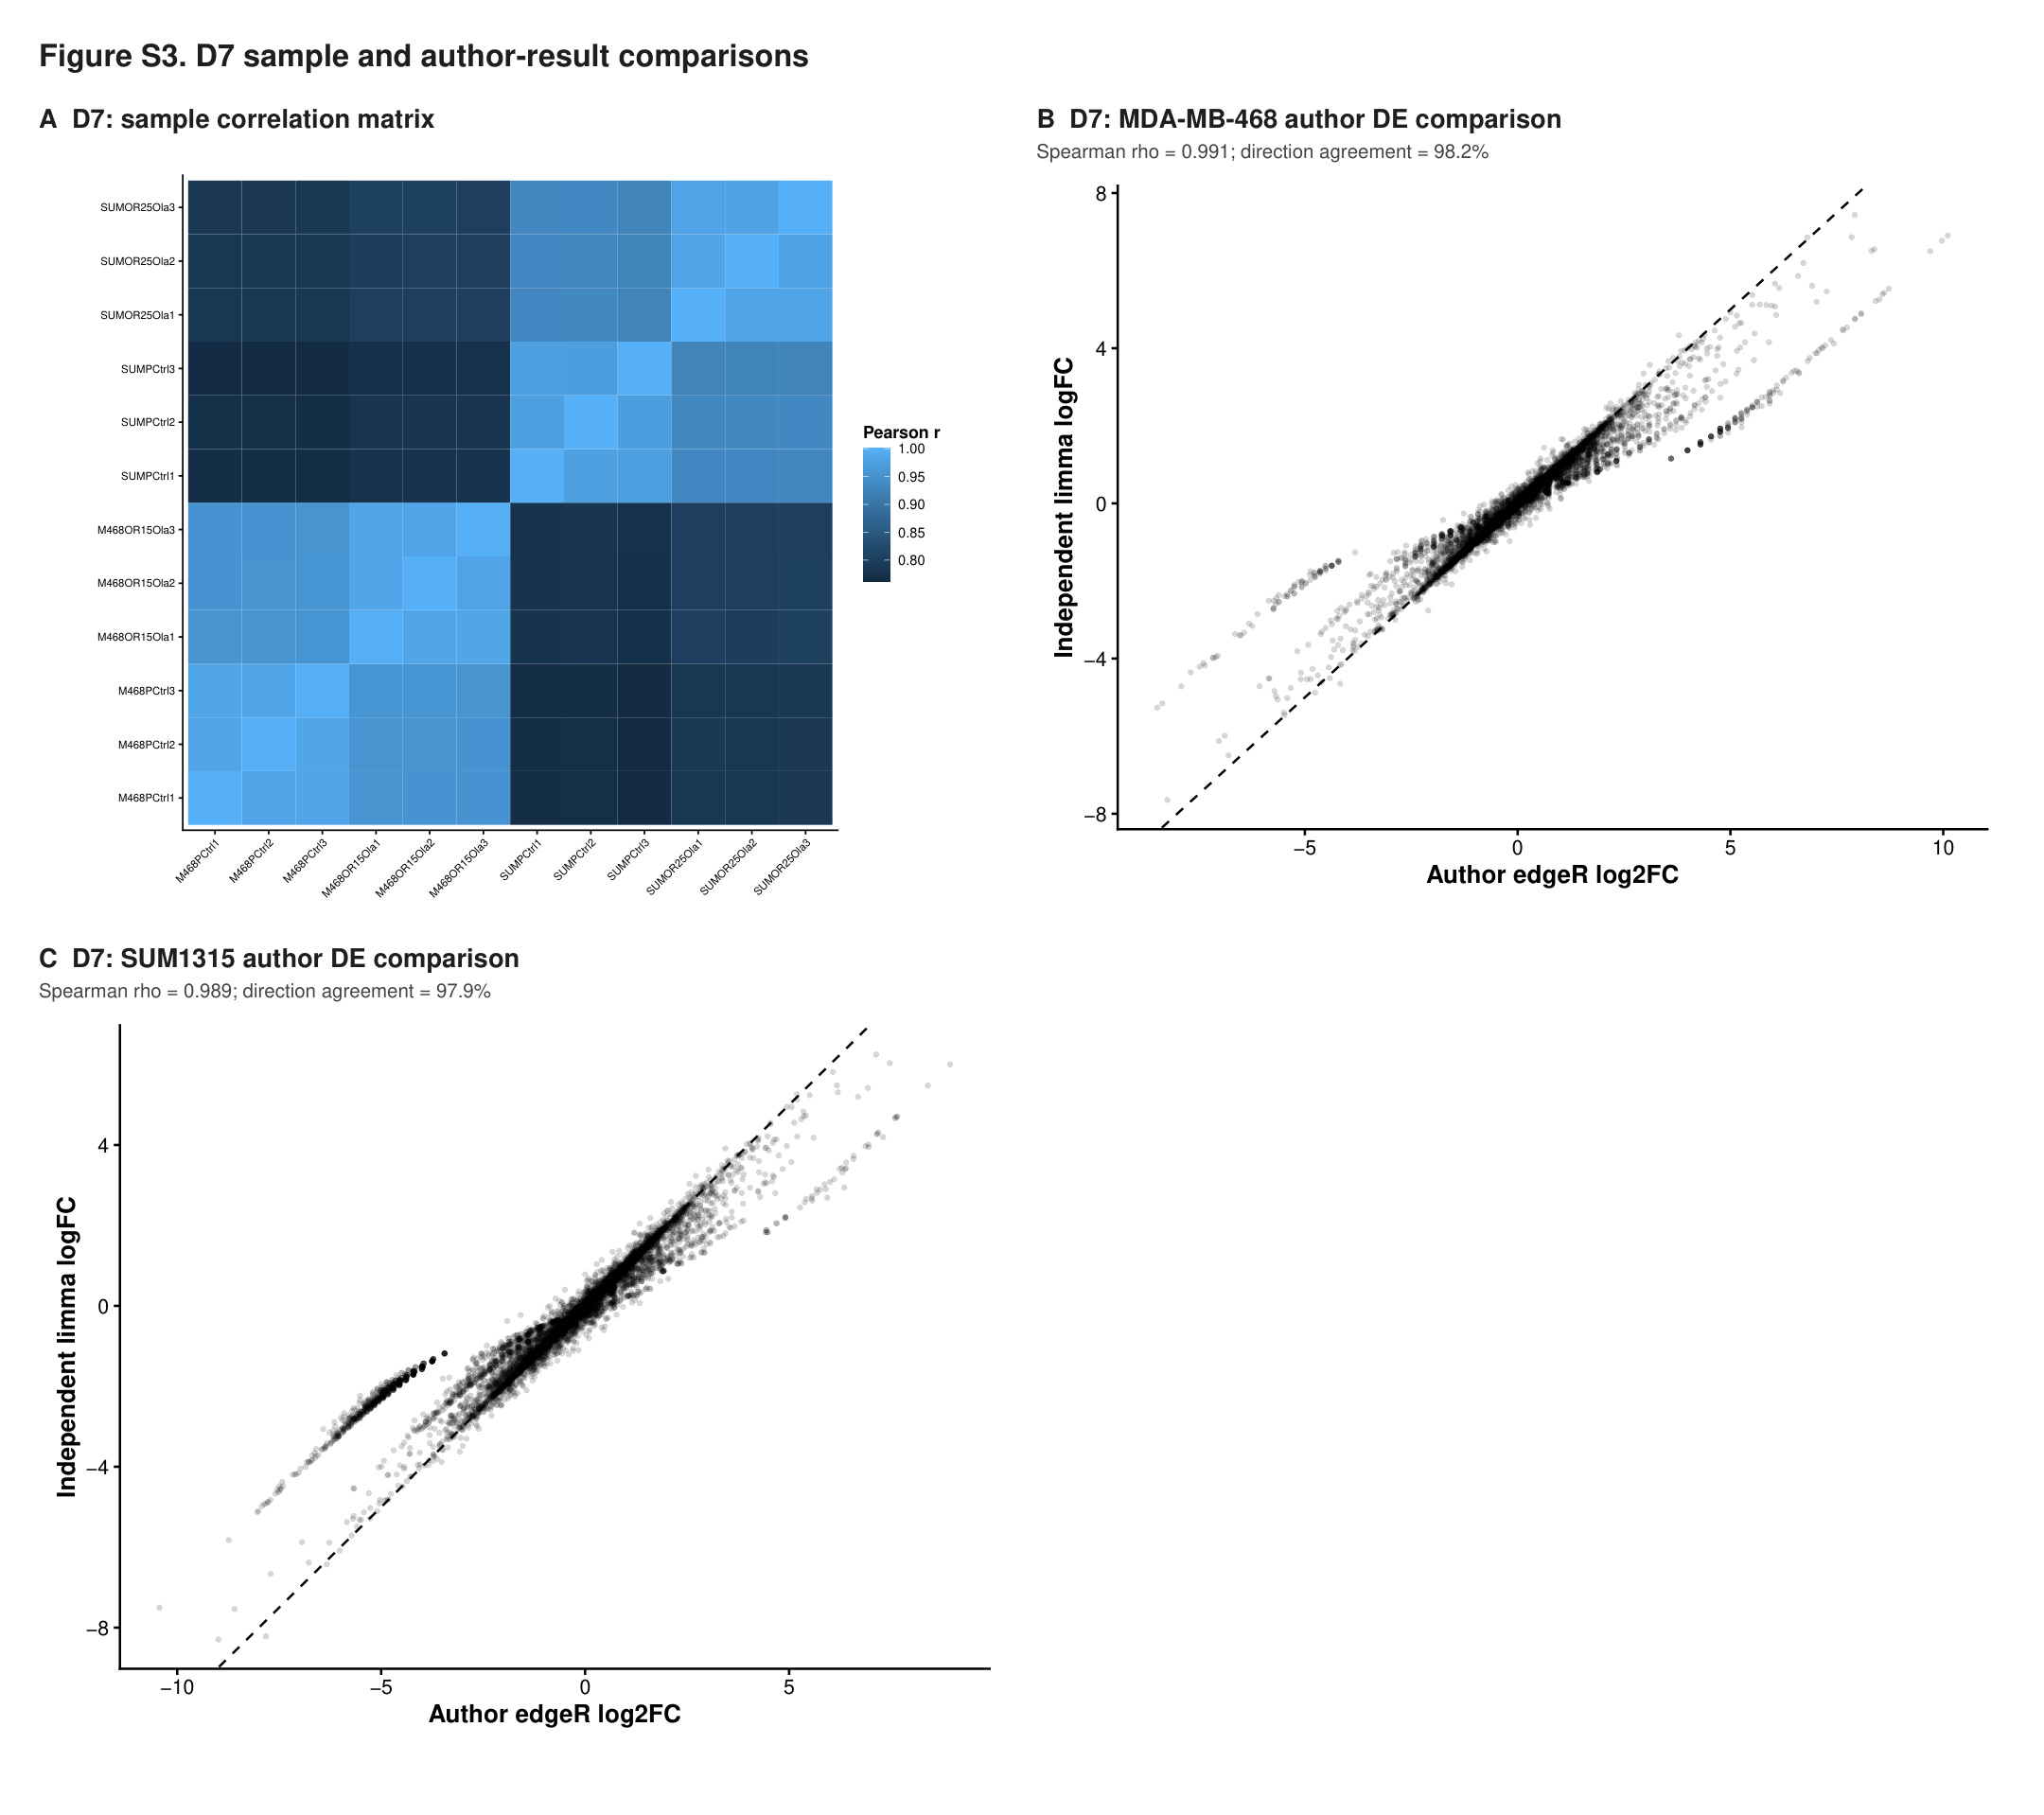 Figure S3. D7 sample and author-result comparisons
A D7: sample correlation matrix
SUMOR25Ola3
SUMOR25Ola2
SUMOR25Ola1
SUMPCtrl3
SUMPCtrl2
SUMPCtrl1
M468OR15Ola3
M468OR15Ola2
M468OR15Ola1
M468PCtrl3
M468PCtrl2
M468PCtrl1
M468PCtrl1
M468PCtrl2
M468PCtrl3
M468OR15Ola1
M468OR15Ola2
M468OR15Ola3
SUMPCtrl1
SUMPCtrl2
SUMPCtrl3
SUMOR25Ola1
SUMOR25Ola2
SUMOR25Ola3
Pearson r
1.00
0.95
0.90
0.85
0.80
B D7: MDA-MB-468 author DE comparison
Spearman rho = 0.991; direction agreement = 98.2%
Independent limma logFC
8
4
0
−4
−8
−5 0 5 10
Author edgeR log2FC
C D7: SUM1315 author DE comparison
Spearman rho = 0.989; direction agreement = 97.9%
Independent limma logFC
4
0
−4
−8
−10 −5 0 5
Author edgeR log2FC